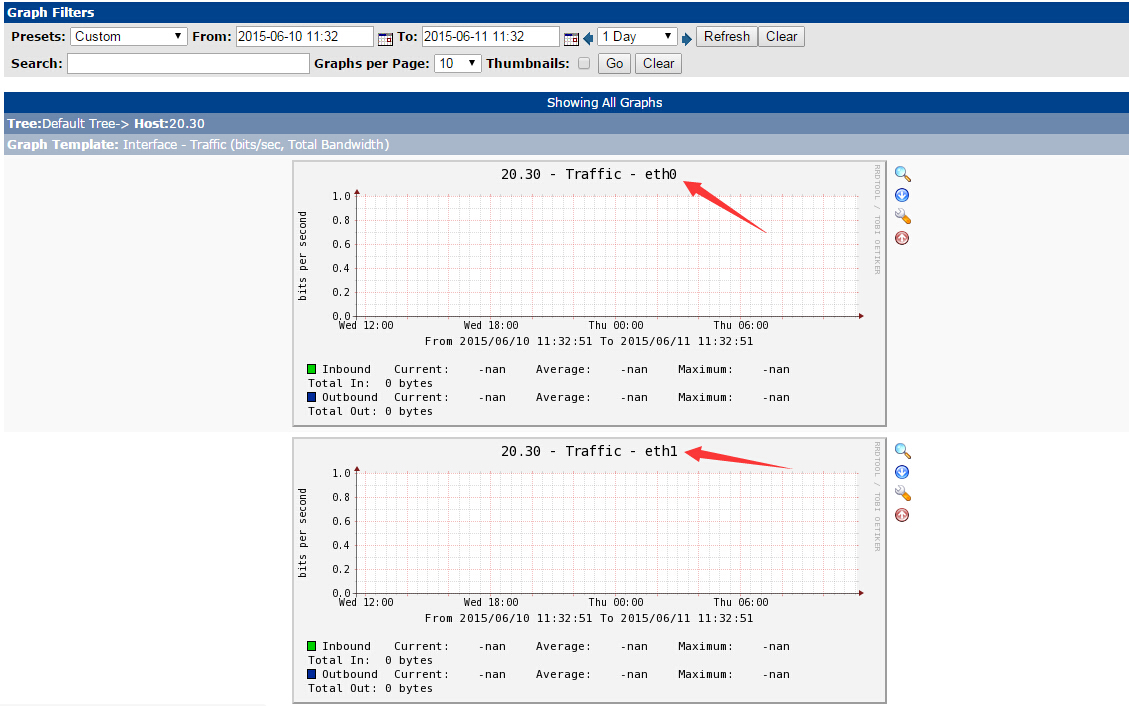 Graph Filters
Presets: Custom From: 2015-06-10 11:32 To: 2015-06-11 11:32 1 Day Refresh Clear
Search: Graphs per Page: 10 Thumbnails: Go Clear
Showing All Graphs
Tree:Default Tree-> Host:20.30
Graph Template: Interface - Traffic (bits/sec, Total Bandwidth)
20.30 - Traffic - eth0
RRDTOOL / TOBI OETIKER
bits per second
1.0
0.8
0.6
0.4
0.2
0.0
Wed 12:00 Wed 18:00 Thu 00:00 Thu 06:00
From 2015/06/10 11:32:51 To 2015/06/11 11:32:51
Inbound Current: -nan Average: -nan Maximum: -nan
Total In: 0 bytes
Outbound Current: -nan Average: -nan Maximum: -nan
Total Out: 0 bytes
20.30 - Traffic - eth1
RRDTOOL / TOBI OETIKER
bits per second
1.0
0.8
0.6
0.4
0.2
0.0
Wed 12:00 Wed 18:00 Thu 00:00 Thu 06:00
From 2015/06/10 11:32:51 To 2015/06/11 11:32:51
Inbound Current: -nan Average: -nan Maximum: -nan
Total In: 0 bytes
Outbound Current: -nan Average: -nan Maximum: -nan
Total Out: 0 bytes